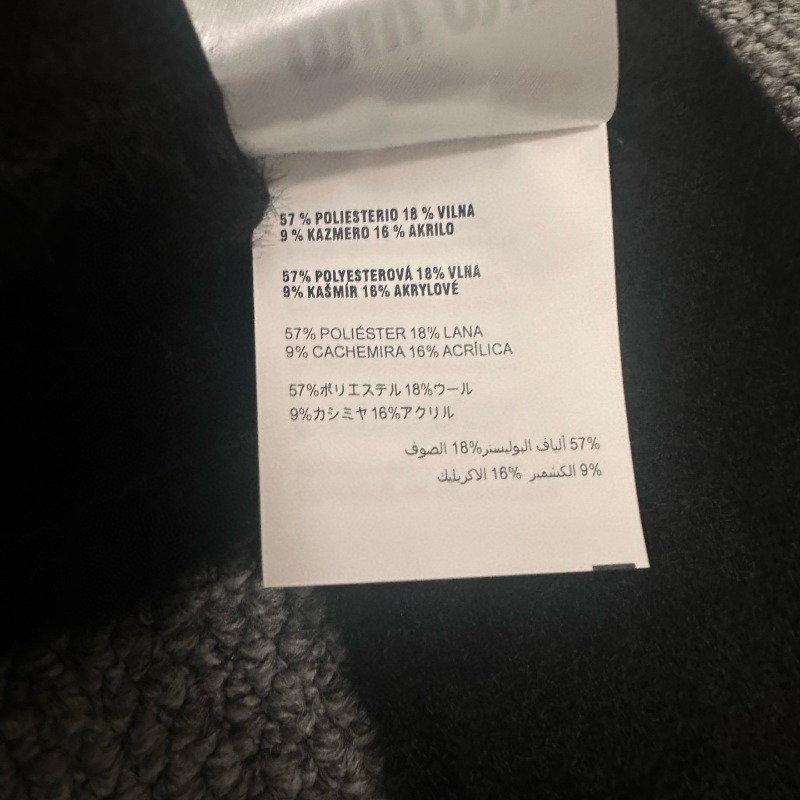 57 % POLIESTERIO 18 % VILNA
9 % KAZMERO 16 % AKRILO
57% POLYESTEROVÁ 18% VLNA
9% KAŠMÍR 16% AKRYLOVÉ
57% POLIÉSTER 18% LANA
9% CACHEMIRA 16% ACRÍLICA
57%ポリエステル 18%ウール
9%カシミヤ 16%アクリル
57% ألياف البوليستر18% الصوف
9% الكشمير 16% الاكريليك